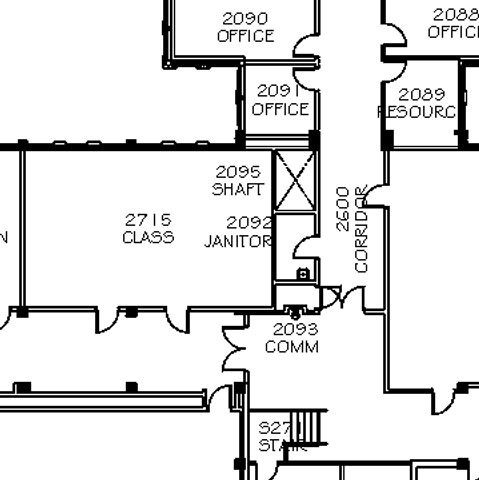 2090
OFFICE
2088
OFFIC
2091
OFFICE
2089
RESOURC
2095
SHAFT
2600
CORRIDOR
2715
CLASS
2092
JANITOR
N
2093
COMM
S271
STAIR